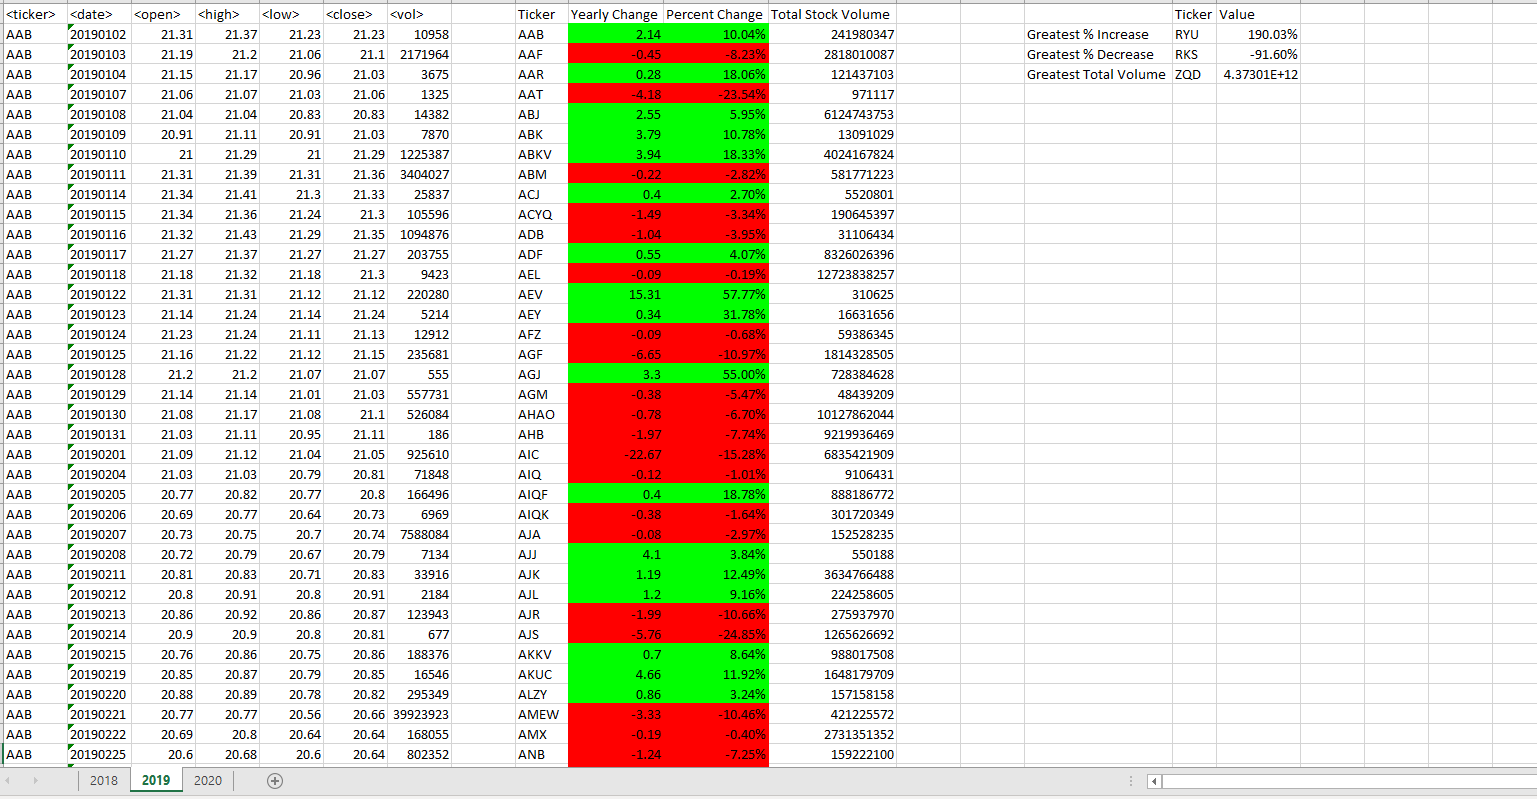 <ticker> <date> <open> <high> <low> <close> <vol> Ticker Yearly Change Percent Change Total Stock Volume Ticker Value
AAB 20190102 21.31 21.37 21.23 21.23 10958 AAB 2.14 10.04% 241980347 Greatest % Increase RYU 190.03%
AAB 20190103 21.19 21.2 21.06 21.1 2171964 AAF -0.45 -8.23% 2818010087 Greatest % Decrease RKS -91.60%
AAB 20190104 21.15 21.17 20.96 21.03 3675 AAR 0.28 18.06% 121437103 Greatest Total Volume ZQD 4.37301E+12
AAB 20190107 21.06 21.07 21.03 21.06 1325 AAT -4.18 -23.54% 971117
AAB 20190108 21.04 21.04 20.83 20.83 14382 ABJ 2.55 5.95% 6124743753
AAB 20190109 20.91 21.11 20.91 21.03 7870 ABK 3.79 10.78% 13091029
AAB 20190110 21 21.29 21 21.29 1225387 ABKV 3.94 18.33% 4024167824
AAB 20190111 21.31 21.39 21.31 21.36 3404027 ABM -0.22 -2.82% 581771223
AAB 20190114 21.34 21.41 21.3 21.33 25837 ACJ 0.4 2.70% 5520801
AAB 20190115 21.34 21.36 21.24 21.3 105596 ACYQ -1.49 -3.34% 190645397
AAB 20190116 21.32 21.43 21.29 21.35 1094876 ADB -1.04 -3.95% 31106434
AAB 20190117 21.27 21.37 21.27 21.27 203755 ADF 0.55 4.07% 8326026396
AAB 20190118 21.18 21.32 21.18 21.3 9423 AEL -0.09 -0.19% 12723838257
AAB 20190122 21.31 21.31 21.12 21.12 220280 AEV 15.31 57.77% 310625
AAB 20190123 21.14 21.24 21.14 21.24 5214 AEY 0.34 31.78% 16631656
AAB 20190124 21.23 21.24 21.11 21.13 12912 AFZ -0.09 -0.68% 59386345
AAB 20190125 21.16 21.22 21.12 21.15 235681 AGF -6.65 -10.97% 1814328505
AAB 20190128 21.2 21.2 21.07 21.07 555 AGJ 3.3 55.00% 728384628
AAB 20190129 21.14 21.14 21.01 21.03 557731 AGM -0.38 -5.47% 48439209
AAB 20190130 21.08 21.17 21.08 21.1 526084 AHAO -0.78 -6.70% 10127862044
AAB 20190131 21.03 21.11 20.95 21.11 186 AHB -1.97 -7.74% 9219936469
AAB 20190201 21.09 21.12 21.04 21.05 925610 AIC -22.67 -15.28% 6835421909
AAB 20190204 21.03 21.03 20.79 20.81 71848 AIQ -0.12 -1.01% 9106431
AAB 20190205 20.77 20.82 20.77 20.8 166496 AIQF 0.4 18.78% 888186772
AAB 20190206 20.69 20.77 20.64 20.73 6969 AIQK -0.38 -1.64% 301720349
AAB 20190207 20.73 20.75 20.7 20.74 7588084 AJA -0.08 -2.97% 152528235
AAB 20190208 20.72 20.79 20.67 20.79 7134 AJJ 4.1 3.84% 550188
AAB 20190211 20.81 20.83 20.71 20.83 33916 AJK 1.19 12.49% 3634766488
AAB 20190212 20.8 20.91 20.8 20.91 2184 AJL 1.2 9.16% 224258605
AAB 20190213 20.86 20.92 20.86 20.87 123943 AJR -1.99 -10.66% 275937970
AAB 20190214 20.9 20.9 20.8 20.81 677 AJS -5.76 -24.85% 1265626692
AAB 20190215 20.76 20.86 20.75 20.86 188376 AKKV 0.7 8.64% 988017508
AAB 20190219 20.85 20.87 20.79 20.85 16546 AKUC 4.66 11.92% 1648179709
AAB 20190220 20.88 20.89 20.78 20.82 295349 ALZY 0.86 3.24% 157158158
AAB 20190221 20.77 20.77 20.56 20.66 39923923 AMEW -3.33 -10.46% 421225572
AAB 20190222 20.69 20.8 20.64 20.64 168055 AMX -0.19 -0.40% 2731351352
AAB 20190225 20.6 20.68 20.6 20.64 802352 ANB -1.24 -7.25% 159222100
2018 2019 2020